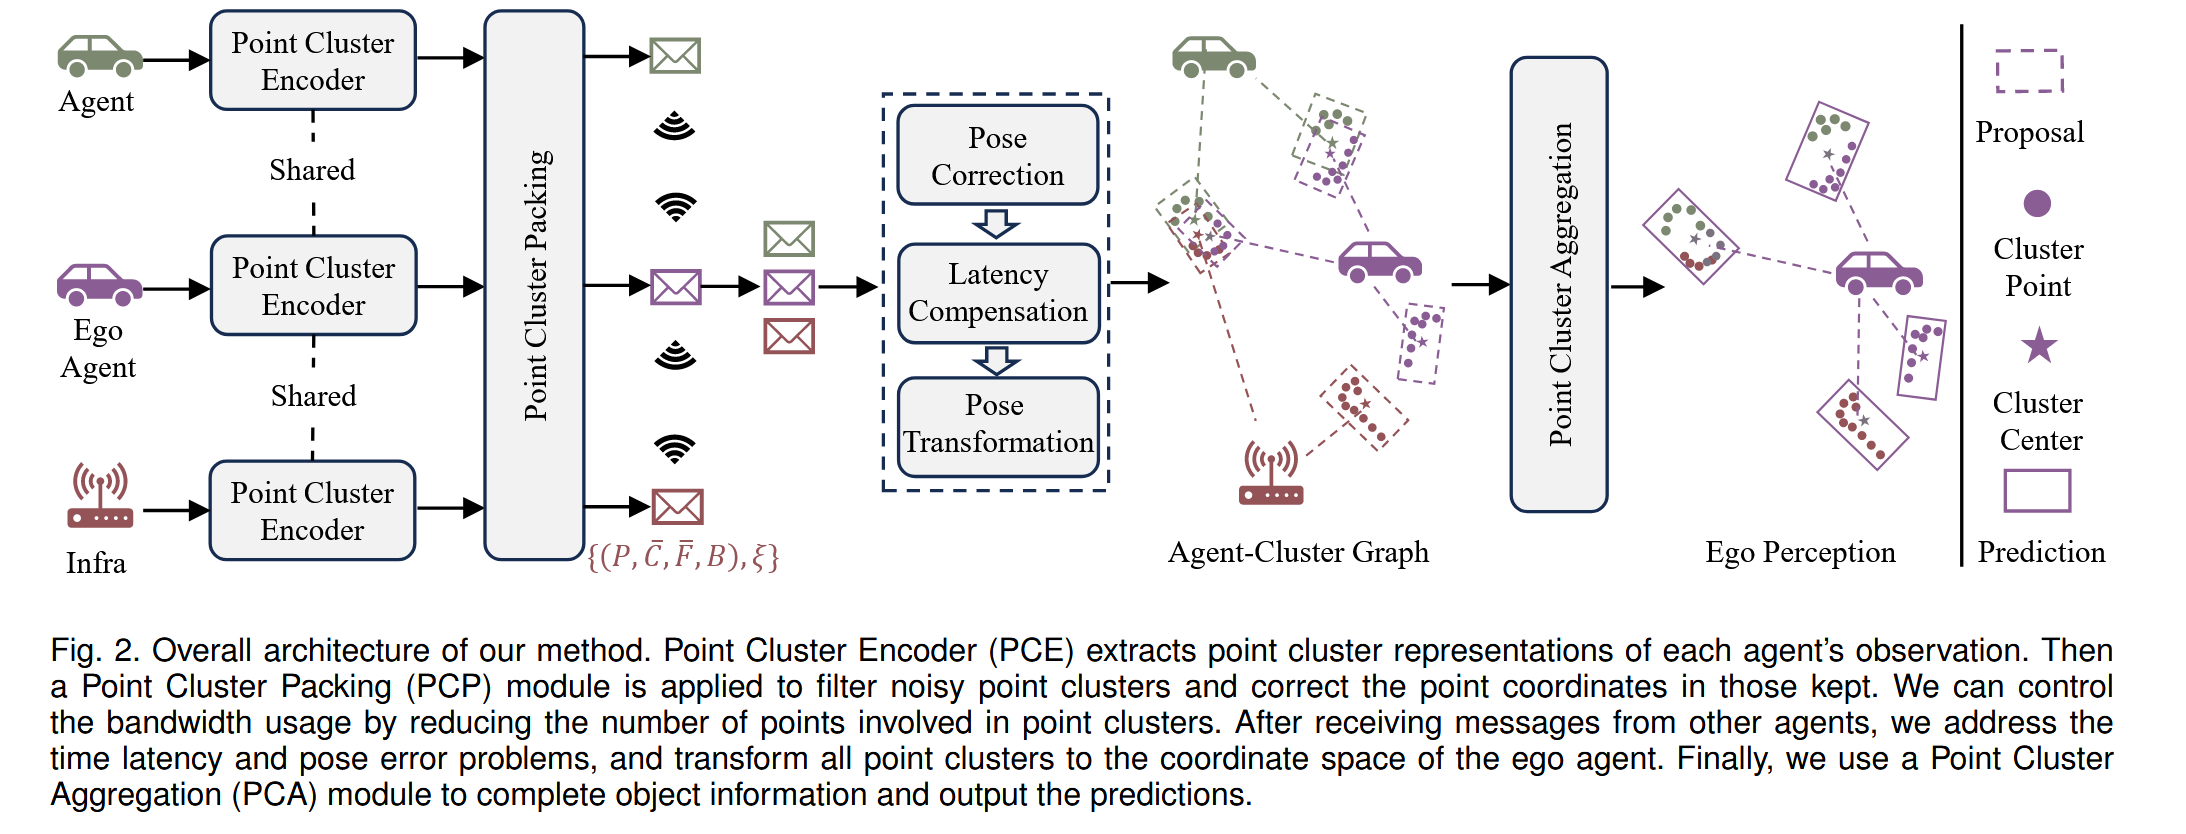 Agent
Point Cluster
Encoder
Shared
Ego
Agent
Point Cluster
Encoder
Shared
Infra
Point Cluster
Encoder
Point Cluster Packing
{(P, C̄, F̄, B), ξ}
Pose
Correction
Latency
Compensation
Pose
Transformation
Agent-Cluster Graph
Point Cluster Aggregation
Ego Perception
Proposal
Cluster
Point
Cluster
Center
Prediction
Fig. 2. Overall architecture of our method. Point Cluster Encoder (PCE) extracts point cluster representations of each agent’s observation. Then
a Point Cluster Packing (PCP) module is applied to filter noisy point clusters and correct the point coordinates in those kept. We can control
the bandwidth usage by reducing the number of points involved in point clusters. After receiving messages from other agents, we address the
time latency and pose error problems, and transform all point clusters to the coordinate space of the ego agent. Finally, we use a Point Cluster
Aggregation (PCA) module to complete object information and output the predictions.